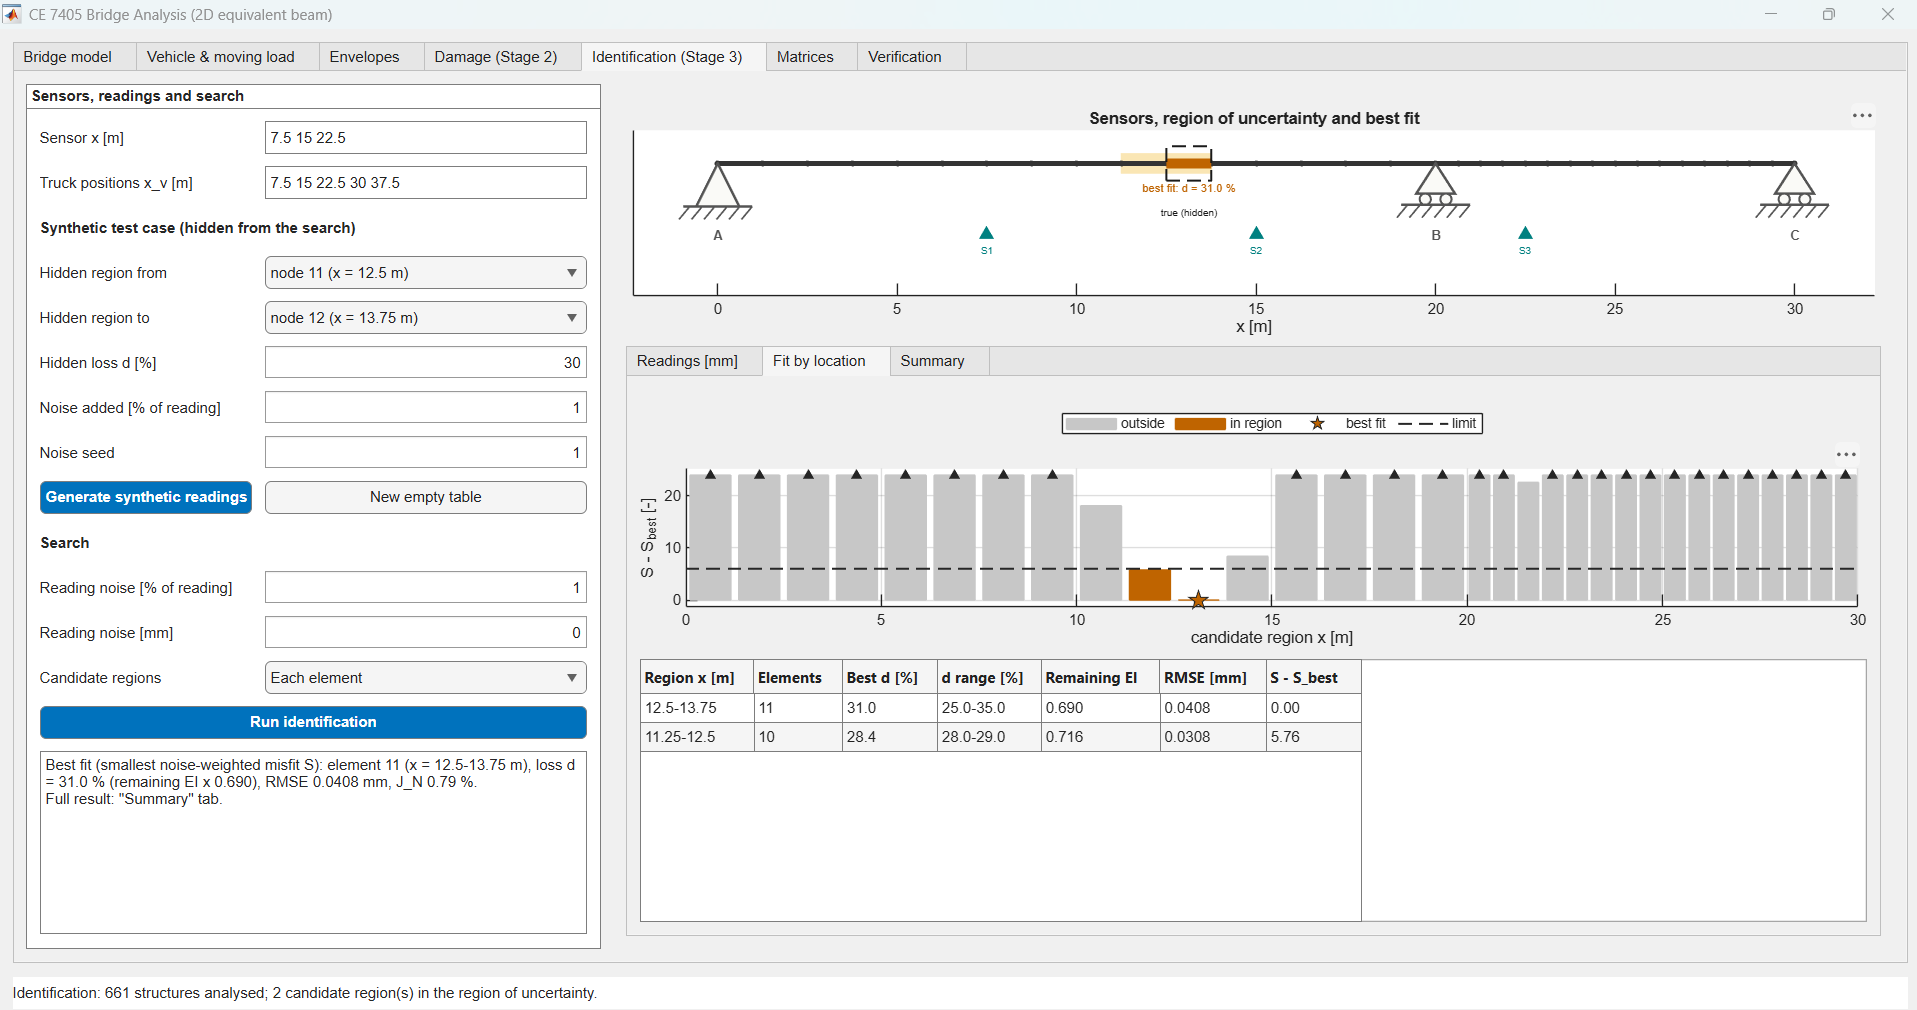 CE 7405 Bridge Analysis (2D equivalent beam)
Bridge model
Vehicle & moving load
Envelopes
Damage (Stage 2)
Identification (Stage 3)
Matrices
Verification
Sensors, readings and search
Sensor x [m]
7.5 15 22.5
Truck positions x_v [m]
7.5 15 22.5 30 37.5
Synthetic test case (hidden from the search)
Hidden region from
node 11 (x = 12.5 m)
Hidden region to
node 12 (x = 13.75 m)
Hidden loss d [%]
30
Noise added [% of reading]
1
Noise seed
1
Generate synthetic readings
New empty table
Search
Reading noise [% of reading]
1
Reading noise [mm]
0
Candidate regions
Each element
Run identification
Best fit (smallest noise-weighted misfit S): element 11 (x = 12.5-13.75 m), loss d
= 31.0 % (remaining EI x 0.690), RMSE 0.0408 mm, J_N 0.79 %.
Full result: "Summary" tab.
Sensors, region of uncertainty and best fit
best fit: d = 31.0 %
true (hidden)
A
S1
S2
B
S3
C
0 5 10 15 20 25 30
x [m]
Readings [mm]
Fit by location
Summary
outside
in region
best fit
limit
S - Sbest [-]
20
10
0
0 5 10 15 20 25 30
candidate region x [m]
Region x [m] Elements Best d [%] d range [%] Remaining EI RMSE [mm] S - S_best
12.5-13.75 11 31.0 25.0-35.0 0.690 0.0408 0.00
11.25-12.5 10 28.4 28.0-29.0 0.716 0.0308 5.76
Identification: 661 structures analysed; 2 candidate region(s) in the region of uncertainty.